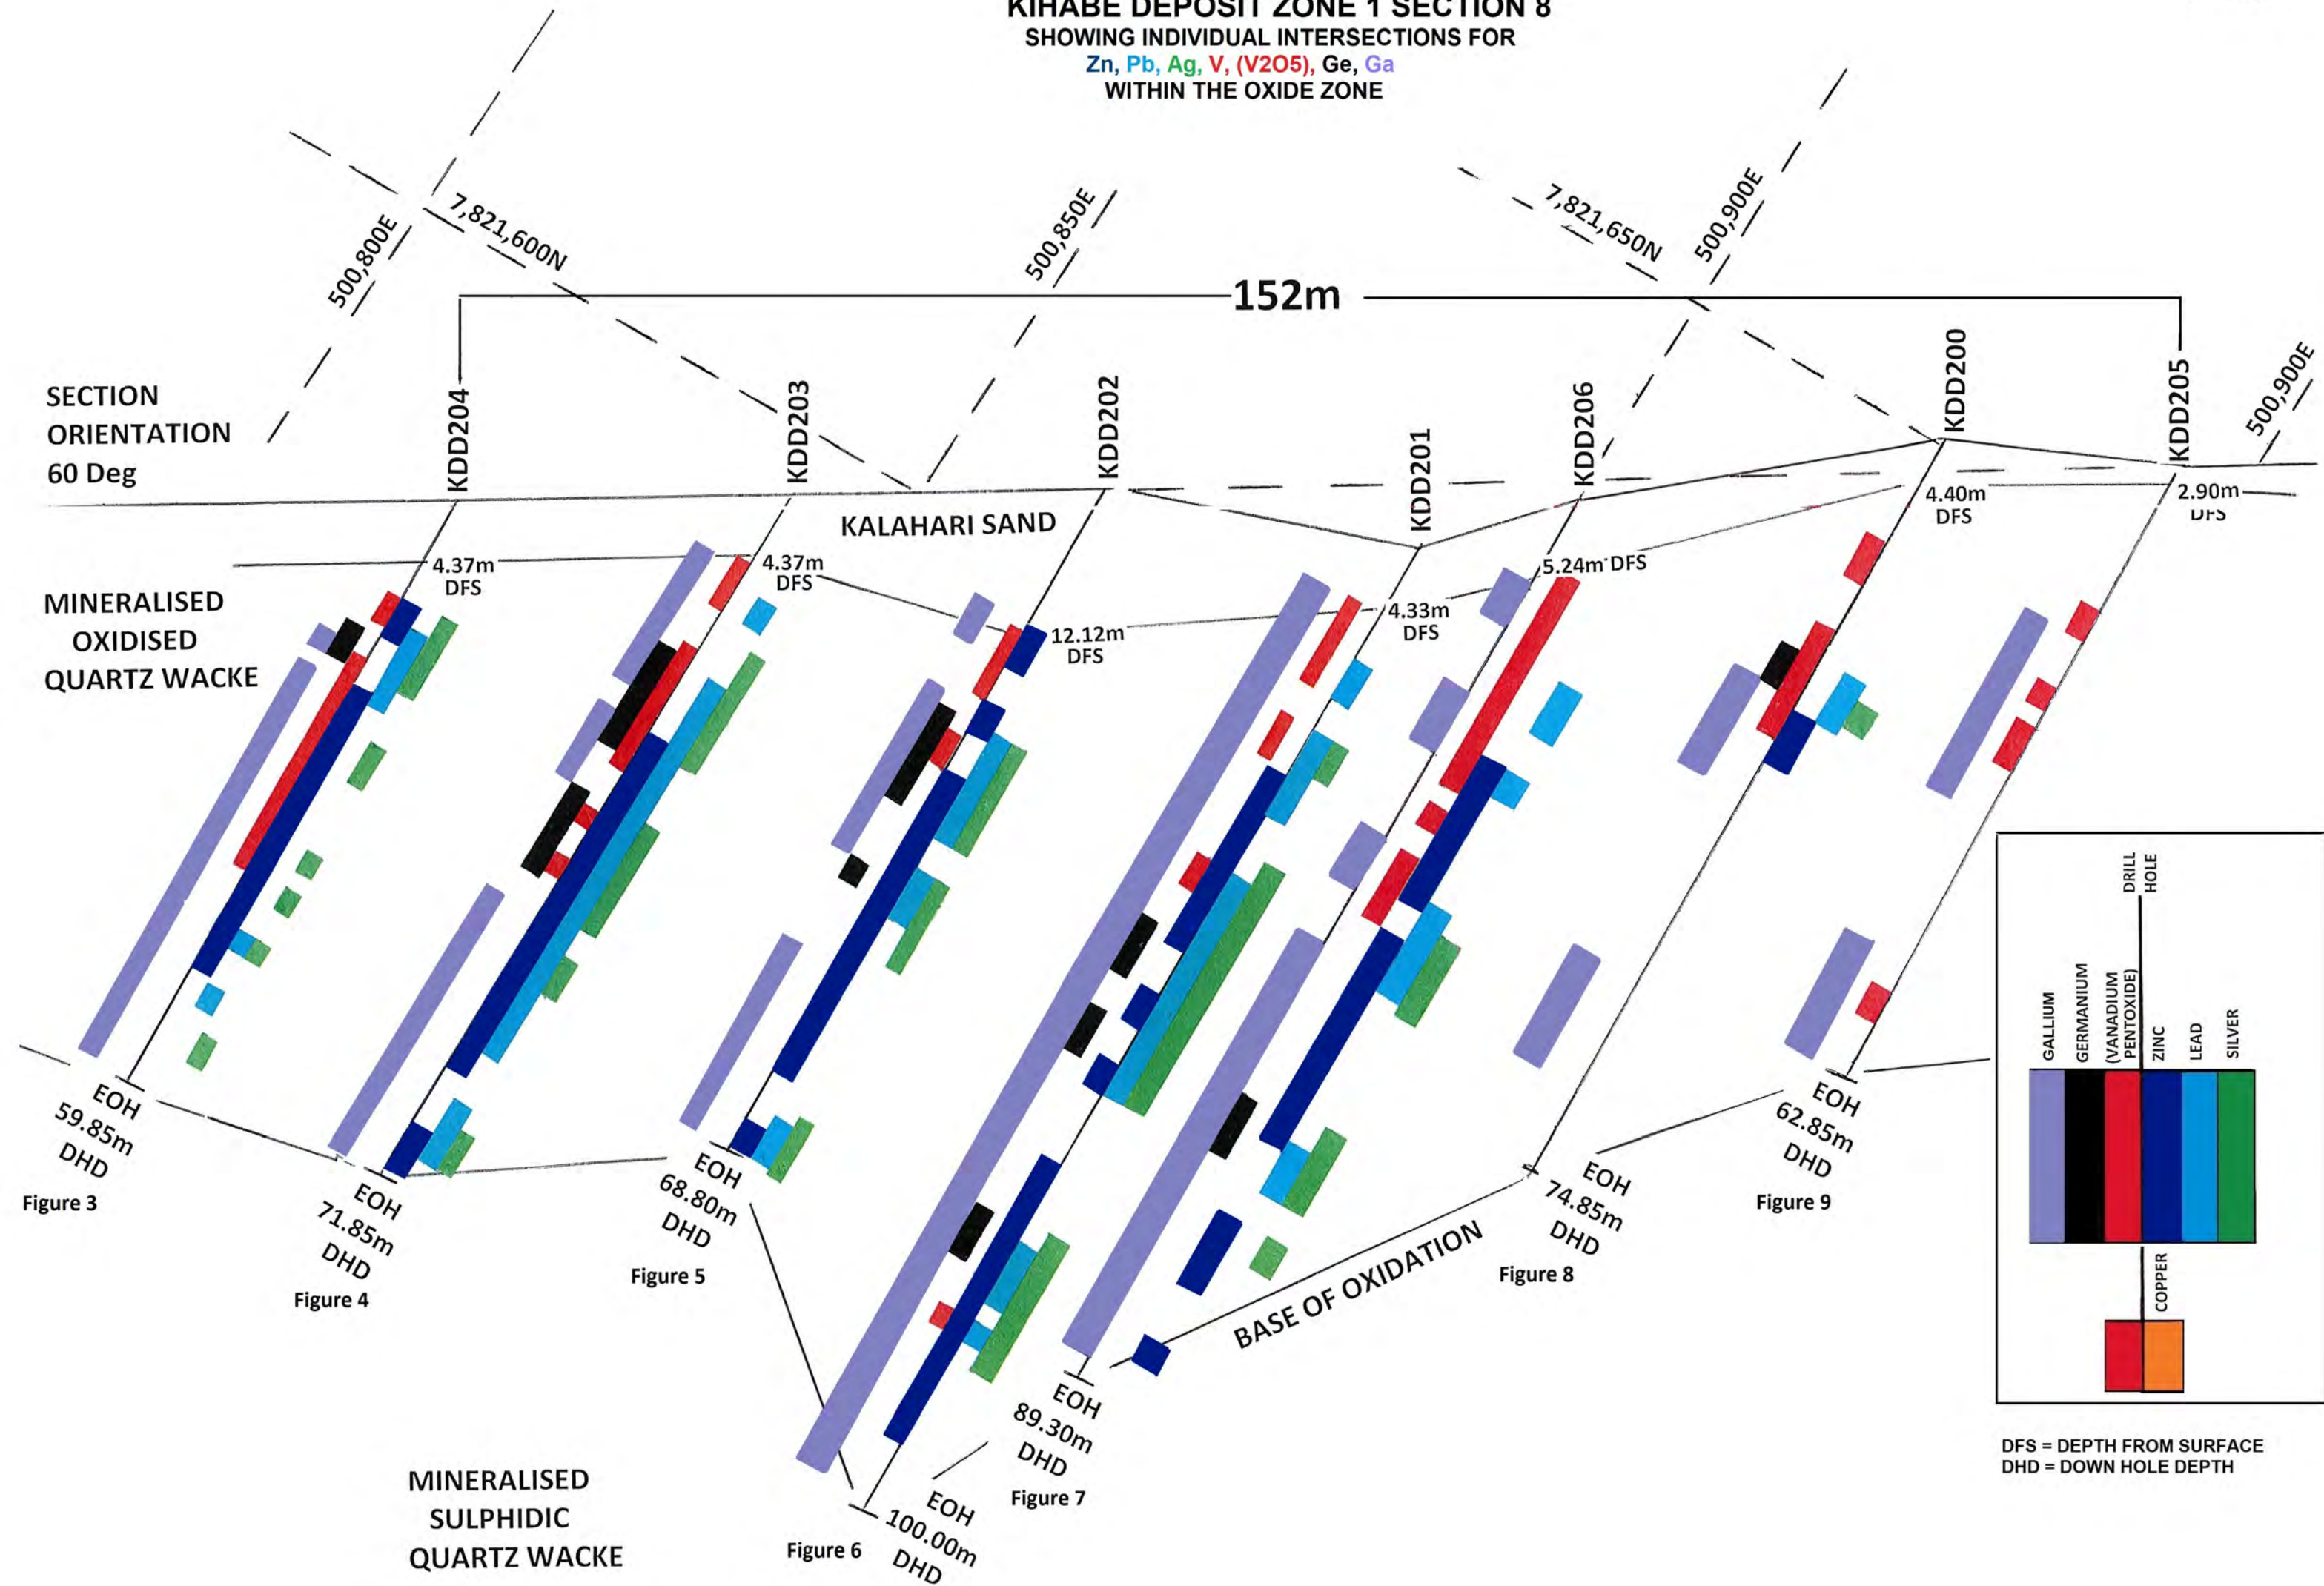 KIHABE DEPOSIT ZONE 1 SECTION 8
SHOWING INDIVIDUAL INTERSECTIONS FOR
Zn, Pb, Ag, V, (V2O5), Ge, Ga
WITHIN THE OXIDE ZONE
500,800E
7,821,600N
500,850E
7,821,650N
500,900E
152m
500,900E
SECTION
ORIENTATION
60 Deg
KDD204
KDD203
KDD202
KDD201
KDD206
KDD200
KDD205
KALAHARI SAND
4.37m
DFS
4.37m
DFS
12.12m
DFS
4.33m
DFS
5.24m DFS
4.40m
DFS
2.90m
DFS
MINERALISED
OXIDISED
QUARTZ WACKE
EOH
59.85m
DHD
Figure 3
EOH
71.85m
DHD
Figure 4
EOH
68.80m
DHD
Figure 5
EOH
100.00m
DHD
Figure 6
EOH
89.30m
DHD
Figure 7
BASE OF OXIDATION
EOH
74.85m
DHD
Figure 8
EOH
62.85m
DHD
Figure 9
MINERALISED
SULPHIDIC
QUARTZ WACKE
DRILL
HOLE
GALLIUM
GERMANIUM
(VANADIUM
PENTOXIDE)
ZINC
LEAD
SILVER
COPPER
DFS = DEPTH FROM SURFACE
DHD = DOWN HOLE DEPTH